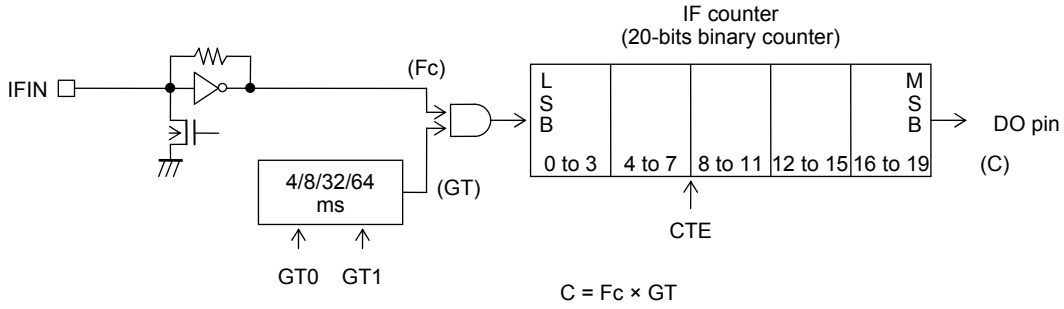 IF counter
(20-bits binary counter)
IFIN
(Fc)
L
S
B
M
S
B
DO pin
0 to 3
4 to 7
8 to 11
12 to 15
16 to 19
(C)
4/8/32/64
ms
(GT)
CTE
GT0
GT1
C = Fc × GT